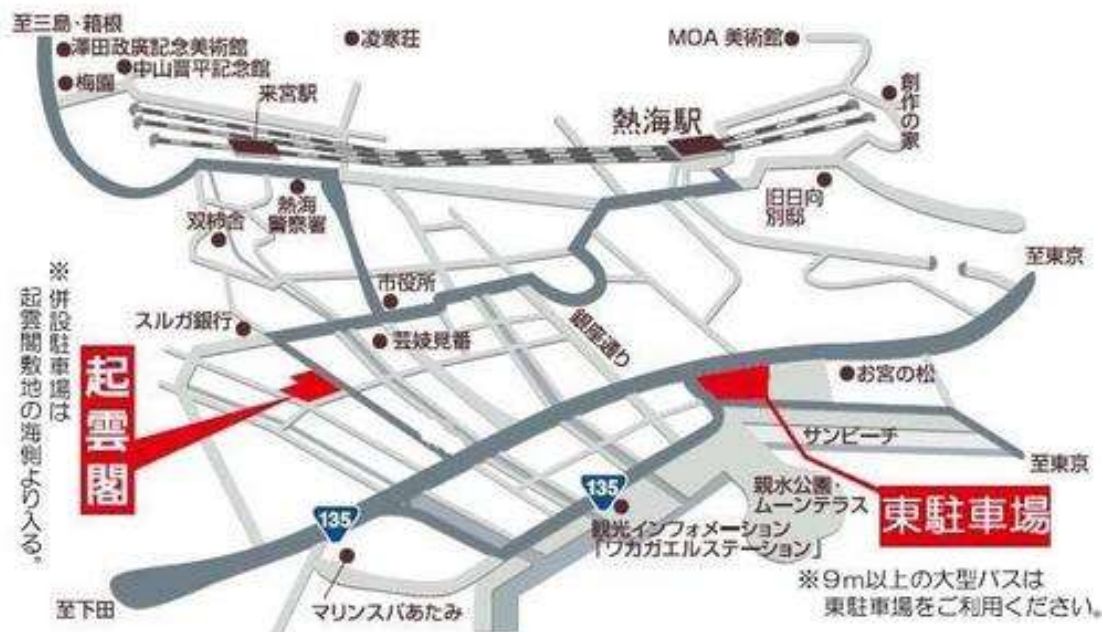 至三島・箱根
澤田政廣記念美術館
中山晋平記念館
梅園
来宮駅
凌寒荘
MOA 美術館
創作の家
熱海駅
熱海
警察署
双柿舎
旧日向
別邸
至東京
市役所
スルガ銀行
芸妓見番
銀座通り
お宮の松
サンビーチ
至東京
※併設駐車場は
起雲閣敷地の海側より入る。
起雲閣
135
135
親水公園・
ムーンテラス
東駐車場
観光インフォメーション
「ワカガエルステーション」
マリンスパあたみ
至下田
※9m以上の大型バスは
東駐車場をご利用ください。